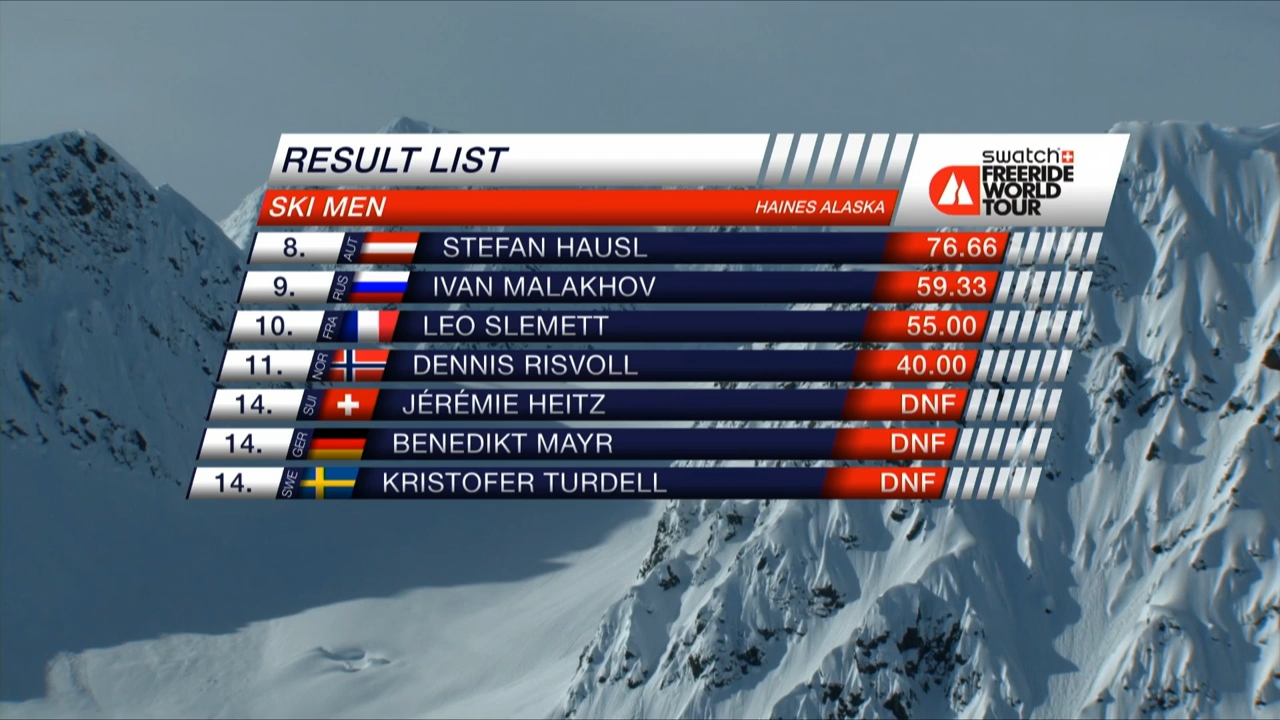 RESULT LIST
swatch
FREERIDE
WORLD
TOUR
SKI MEN HAINES ALASKA
8. AUT STEFAN HAUSL 76.66
9. RUS IVAN MALAKHOV 59.33
10. FRA LEO SLEMETT 55.00
11. NOR DENNIS RISVOLL 40.00
14. SUI JÉRÉMIE HEITZ DNF
14. GER BENEDIKT MAYR DNF
14. SWE KRISTOFER TURDELL DNF